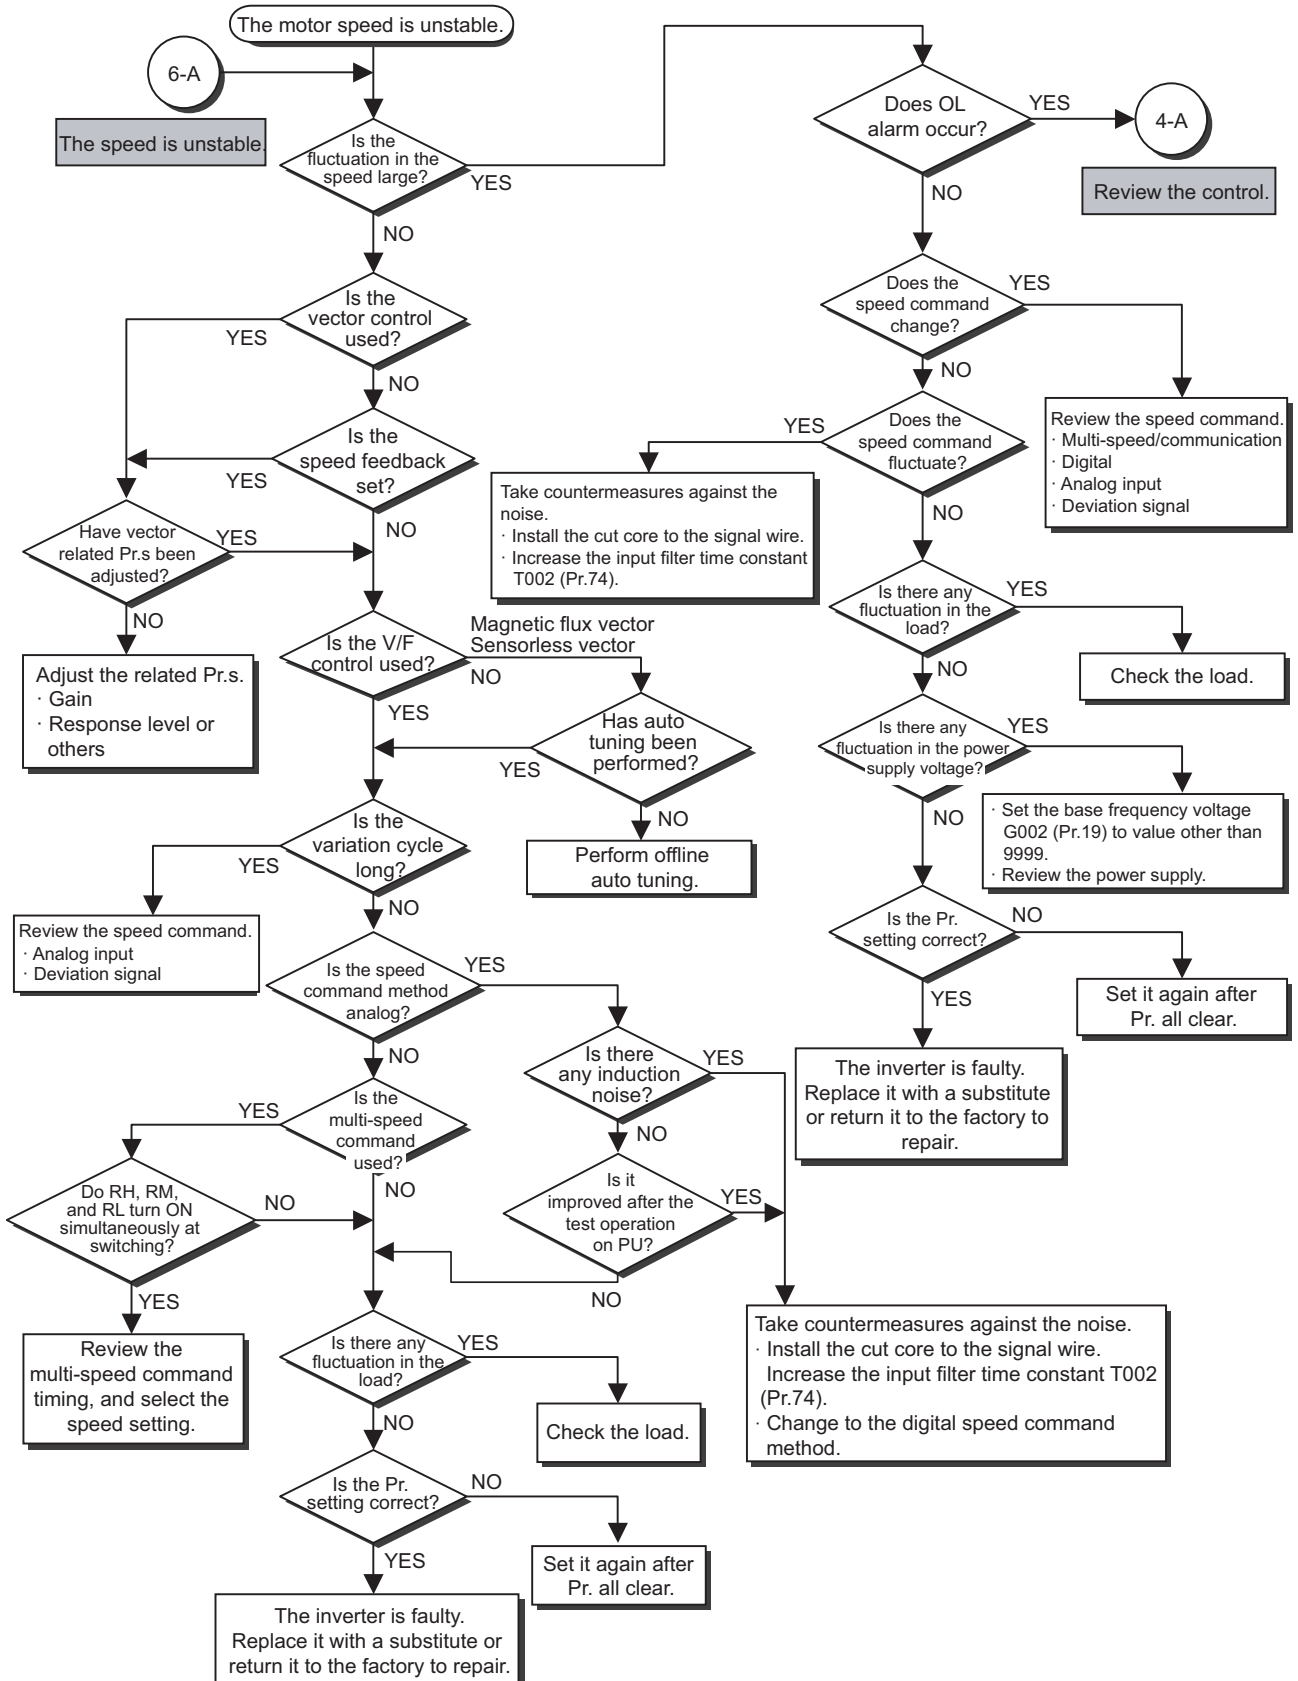 The motor speed is unstable.
6-A
The speed is unstable.
Is the
fluctuation in the
speed large?
YES
NO
Is the
vector control
used?
YES
NO
Is the
speed feedback
set?
YES
NO
Have vector
related Pr.s been
adjusted?
YES
NO
Adjust the related Pr.s.
· Gain
· Response level or
others
Is the V/F
control used?
Magnetic flux vector
Sensorless vector
NO
YES
Has auto
tuning been
performed?
YES
NO
Perform offline
auto tuning.
Is the
variation cycle
long?
YES
NO
Review the speed command.
· Analog input
· Deviation signal
Is the speed
command method
analog?
YES
NO
Is there
any induction
noise?
YES
NO
Is it
improved after the
test operation
on PU?
YES
NO
Is the
multi-speed
command
used?
YES
NO
Do RH, RM,
and RL turn ON
simultaneously at
switching?
NO
YES
Review the
multi-speed command
timing, and select the
speed setting.
Is there any
fluctuation in the
load?
YES
NO
Check the load.
Is the Pr.
setting correct?
NO
YES
Set it again after
Pr. all clear.
The inverter is faulty.
Replace it with a substitute or
return it to the factory to repair.
Does OL
alarm occur?
YES
NO
4-A
Review the control.
Does the
speed command
change?
YES
NO
Review the speed command.
· Multi-speed/communication
· Digital
· Analog input
· Deviation signal
Does the
speed command
fluctuate?
YES
NO
Take countermeasures against the
noise.
· Install the cut core to the signal wire.
· Increase the input filter time constant
T002 (Pr.74).
Is there any
fluctuation in the
load?
YES
NO
Check the load.
Is there any
fluctuation in the power
supply voltage?
YES
NO
· Set the base frequency voltage
G002 (Pr.19) to value other than
9999.
· Review the power supply.
Is the Pr.
setting correct?
NO
YES
Set it again after
Pr. all clear.
The inverter is faulty.
Replace it with a substitute
or return it to the factory to
repair.
Take countermeasures against the noise.
· Install the cut core to the signal wire.
Increase the input filter time constant T002
(Pr.74).
· Change to the digital speed command
method.